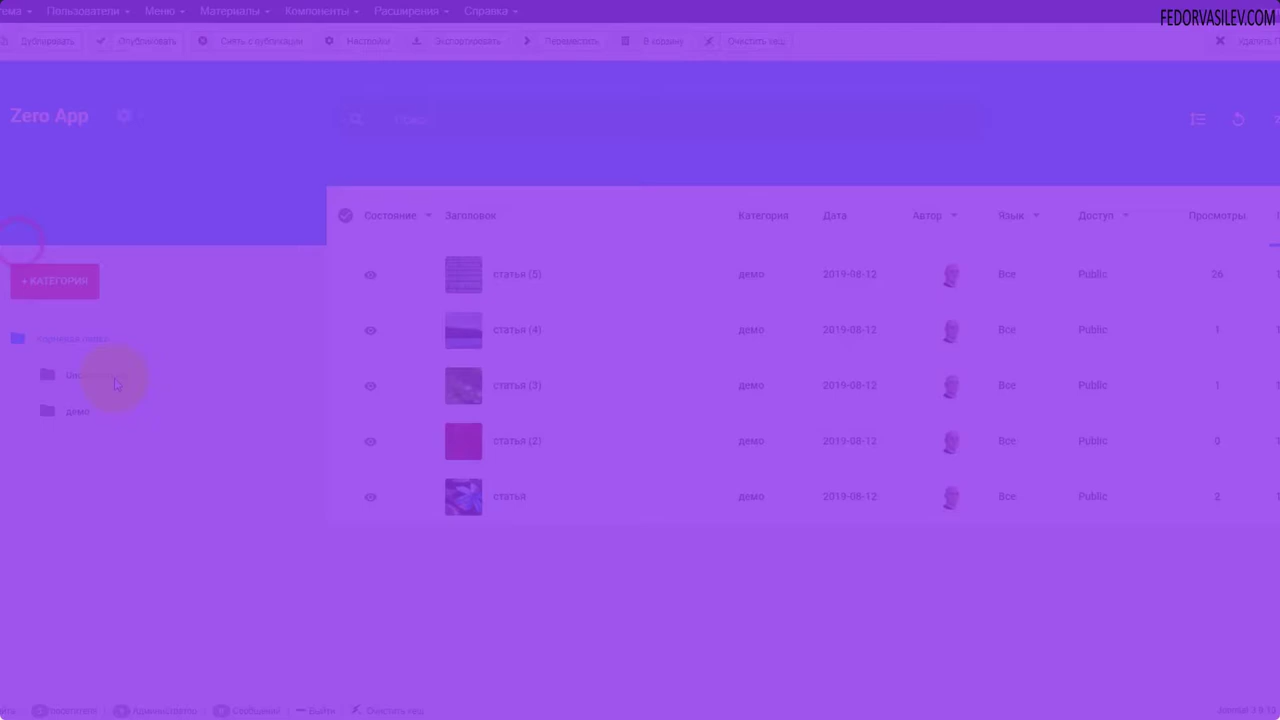 FEDORVASILEV.COM
Пользователи Меню Материалы Компоненты Расширения Справка
Дублировать Опубликовать Снять с публикации Настройки Экспортировать Переместить В корзину Очистить кеш
Zero App
Поиск
Состояние Заголовок Категория Дата Автор Язык Доступ Просмотры
+ КАТЕГОРИЯ
статья (5) демо 2019-08-12 Все Public 26
Корневая папка
статья (4) демо 2019-08-12 Все Public 1
статья (3) демо 2019-08-12 Все Public 1
демо
статья (2) демо 2019-08-12 Все Public 0
статья демо 2019-08-12 Все Public 2
Выйти Очистить кеш